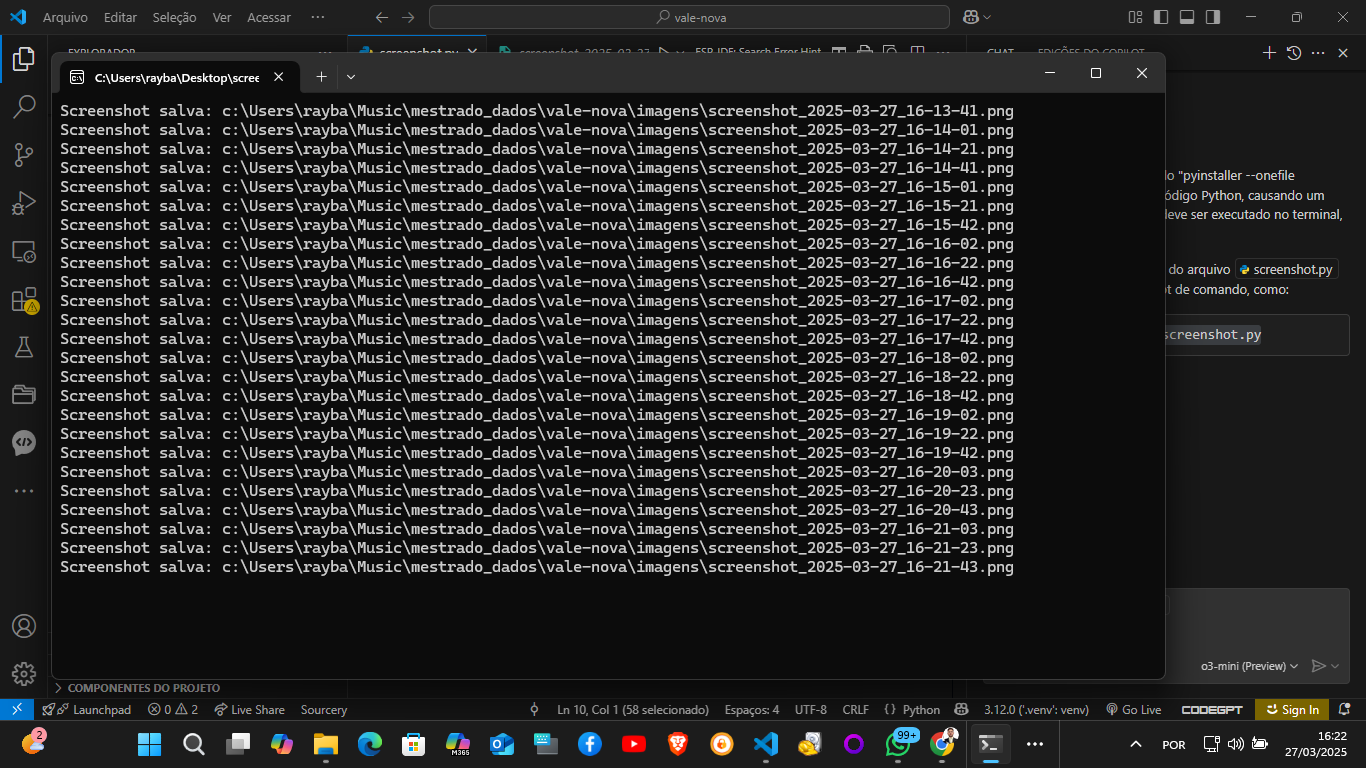 Arquivo Editar Seleção Ver Acessar ···
vale-nova
CHAT
C:\Users\rayba\Desktop\scree
Screenshot salva: c:\Users\rayba\Music\mestrado_dados\vale-nova\imagens\screenshot_2025-03-27_16-13-41.png
Screenshot salva: c:\Users\rayba\Music\mestrado_dados\vale-nova\imagens\screenshot_2025-03-27_16-14-01.png
Screenshot salva: c:\Users\rayba\Music\mestrado_dados\vale-nova\imagens\screenshot_2025-03-27_16-14-21.png
Screenshot salva: c:\Users\rayba\Music\mestrado_dados\vale-nova\imagens\screenshot_2025-03-27_16-14-41.png
Screenshot salva: c:\Users\rayba\Music\mestrado_dados\vale-nova\imagens\screenshot_2025-03-27_16-15-01.png
Screenshot salva: c:\Users\rayba\Music\mestrado_dados\vale-nova\imagens\screenshot_2025-03-27_16-15-21.png
Screenshot salva: c:\Users\rayba\Music\mestrado_dados\vale-nova\imagens\screenshot_2025-03-27_16-15-42.png
Screenshot salva: c:\Users\rayba\Music\mestrado_dados\vale-nova\imagens\screenshot_2025-03-27_16-16-02.png
Screenshot salva: c:\Users\rayba\Music\mestrado_dados\vale-nova\imagens\screenshot_2025-03-27_16-16-22.png
Screenshot salva: c:\Users\rayba\Music\mestrado_dados\vale-nova\imagens\screenshot_2025-03-27_16-16-42.png
Screenshot salva: c:\Users\rayba\Music\mestrado_dados\vale-nova\imagens\screenshot_2025-03-27_16-17-02.png
Screenshot salva: c:\Users\rayba\Music\mestrado_dados\vale-nova\imagens\screenshot_2025-03-27_16-17-22.png
Screenshot salva: c:\Users\rayba\Music\mestrado_dados\vale-nova\imagens\screenshot_2025-03-27_16-17-42.png
Screenshot salva: c:\Users\rayba\Music\mestrado_dados\vale-nova\imagens\screenshot_2025-03-27_16-18-02.png
Screenshot salva: c:\Users\rayba\Music\mestrado_dados\vale-nova\imagens\screenshot_2025-03-27_16-18-22.png
Screenshot salva: c:\Users\rayba\Music\mestrado_dados\vale-nova\imagens\screenshot_2025-03-27_16-18-42.png
Screenshot salva: c:\Users\rayba\Music\mestrado_dados\vale-nova\imagens\screenshot_2025-03-27_16-19-02.png
Screenshot salva: c:\Users\rayba\Music\mestrado_dados\vale-nova\imagens\screenshot_2025-03-27_16-19-22.png
Screenshot salva: c:\Users\rayba\Music\mestrado_dados\vale-nova\imagens\screenshot_2025-03-27_16-19-42.png
Screenshot salva: c:\Users\rayba\Music\mestrado_dados\vale-nova\imagens\screenshot_2025-03-27_16-20-03.png
Screenshot salva: c:\Users\rayba\Music\mestrado_dados\vale-nova\imagens\screenshot_2025-03-27_16-20-23.png
Screenshot salva: c:\Users\rayba\Music\mestrado_dados\vale-nova\imagens\screenshot_2025-03-27_16-20-43.png
Screenshot salva: c:\Users\rayba\Music\mestrado_dados\vale-nova\imagens\screenshot_2025-03-27_16-21-03.png
Screenshot salva: c:\Users\rayba\Music\mestrado_dados\vale-nova\imagens\screenshot_2025-03-27_16-21-23.png
Screenshot salva: c:\Users\rayba\Music\mestrado_dados\vale-nova\imagens\screenshot_2025-03-27_16-21-43.png
"pyinstaller --onefile
ódigo Python, causando um
deve ser executado no terminal,
do arquivo screenshot.py
de comando, como:
screenshot.py
o3-mini (Preview)
COMPONENTES DO PROJETO
Launchpad 0 2 Live Share Sourcery Ln 10, Col 1 (58 selecionado) Espaços: 4 UTF-8 CRLF {} Python 3.12.0 ('.venv': venv) Go Live CODEGPT Sign In
2
M365
99+
POR
16:22
27/03/2025